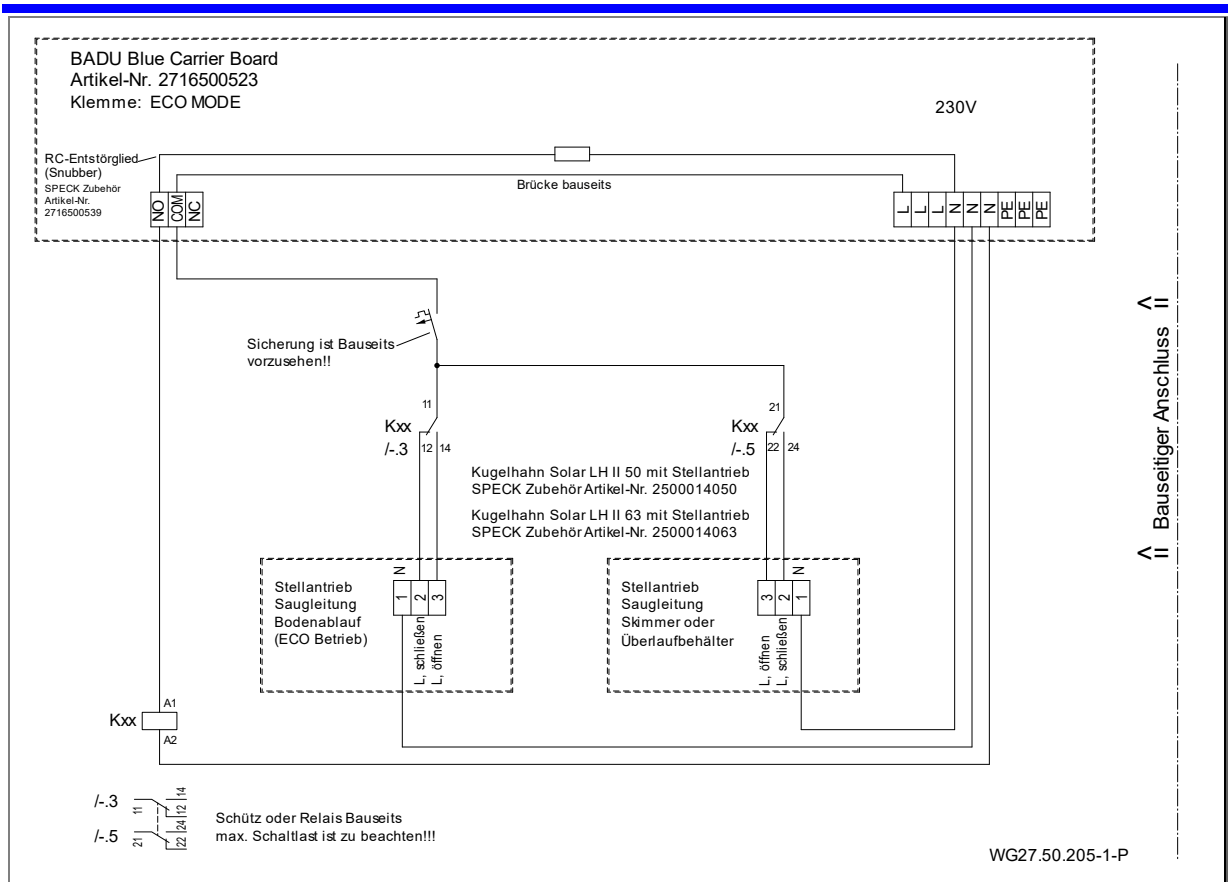 BADU Blue Carrier Board
Artikel-Nr. 2716500523
Klemme: ECO MODE
230V
RC-Entstörglied
(Snubber)
SPECK Zubehör
Artikel-Nr.
2716500539
Brücke bauseits
NO
COM
NC
L
L
L
N
N
N
PE
PE
PE
Sicherung ist Bauseits
vorzusehen!!
11
Kxx
/-.3
12
14
21
Kxx
/-.5
22
24
Kugelhahn Solar LH II 50 mit Stellantrieb
SPECK Zubehör Artikel-Nr. 2500014050
Kugelhahn Solar LH II 63 mit Stellantrieb
SPECK Zubehör Artikel-Nr. 2500014063
Stellantrieb
Saugleitung
Bodenablauf
(ECO Betrieb)
N
1
2
3
L, schließen
L, öffnen
Stellantrieb
Saugleitung
Skimmer oder
Überlaufbehälter
N
3
2
1
L, öffnen
L, schließen
<= Bauseitiger Anschluss <=
A1
Kxx
A2
/-.3
11
12
14
/-.5
21
22
24
Schütz oder Relais Bauseits
max. Schaltlast ist zu beachten!!!
WG27.50.205-1-P